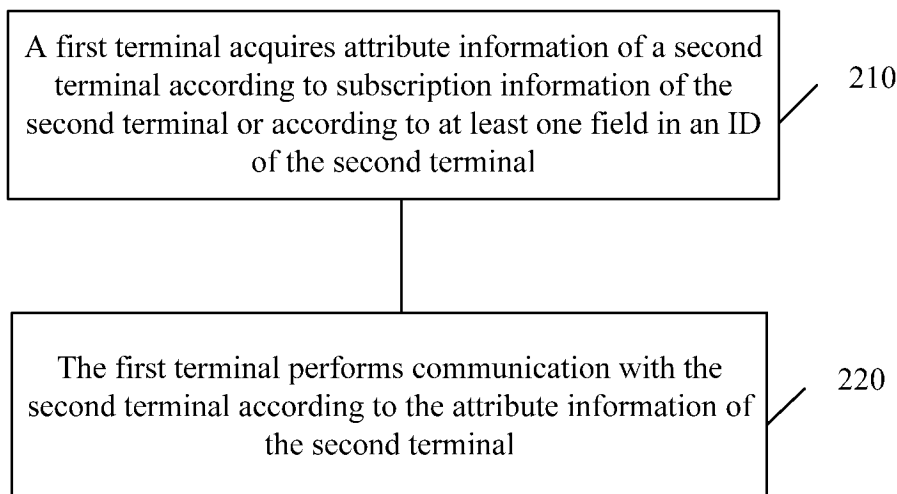 A first terminal acquires attribute information of a second
terminal according to subscription information of the
second terminal or according to at least one field in an ID
of the second terminal
210
The first terminal performs communication with the
second terminal according to the attribute information of
the second terminal
220